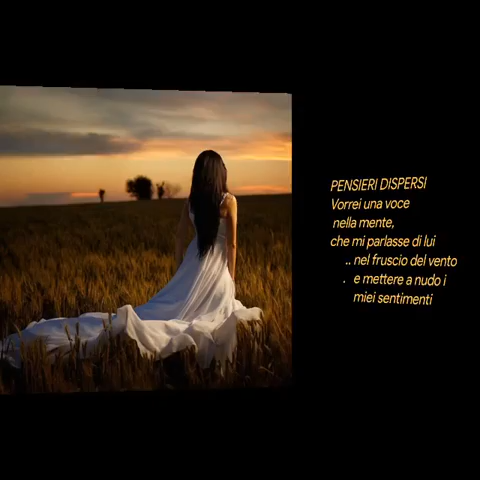 PENSIERI DISPERSI
Vorrei una voce
nella mente,
che mi parlasse di lui
.. nel fruscio del vento
. e mettere a nudo i
miei sentimenti